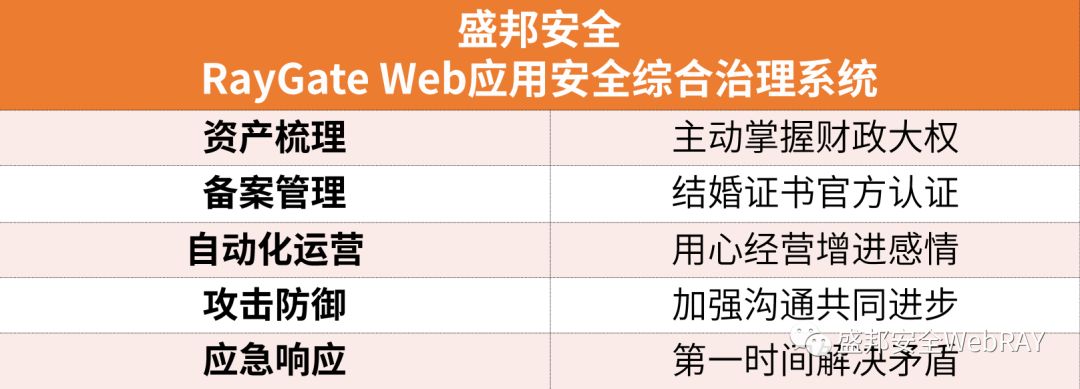 盛邦安全
RayGate Web应用安全综合治理系统
资产梳理 主动掌握财政大权
备案管理 结婚证书官方认证
自动化运营 用心经营增进感情
攻击防御 加强沟通共同进步
应急响应 第一时间解决矛盾
盛邦安全WebRAY